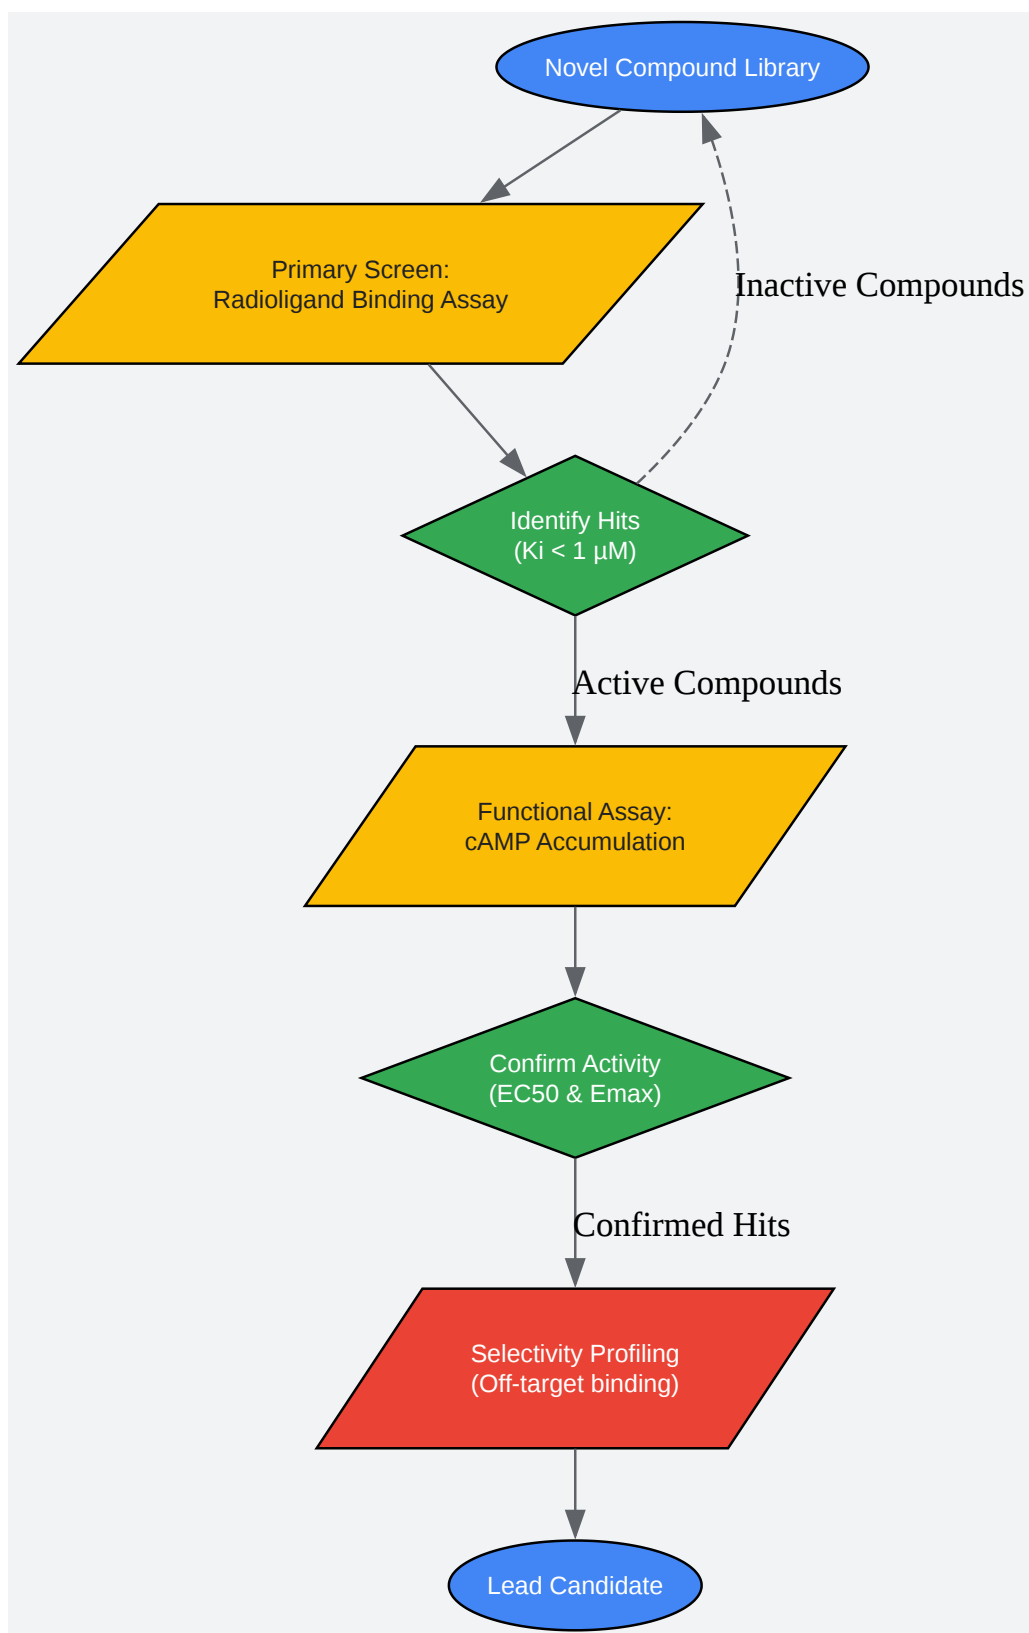 Novel Compound Library
Primary Screen:
Radioligand Binding Assay
Inactive Compounds
Identify Hits
(Ki < 1 µM)
Active Compounds
Functional Assay:
cAMP Accumulation
Confirm Activity
(EC50 & Emax)
Confirmed Hits
Selectivity Profiling
(Off-target binding)
Lead Candidate